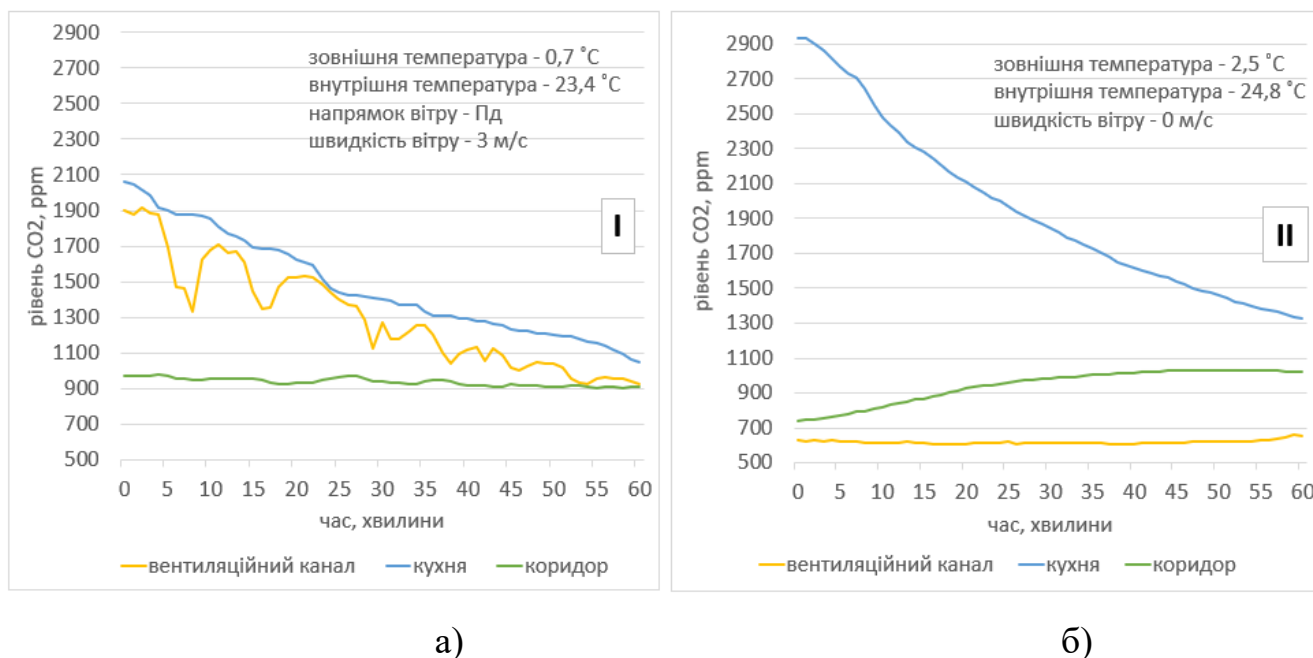 2900
2700
2500
2300
2100
1900
1700
1500
1300
1100
900
700
500
рівень CO2, ppm
зовнішня температура - 0,7 ˚C
внутрішня температура - 23,4 ˚C
напрямок вітру - Пд
швидкість вітру - 3 м/с
I
0 5 10 15 20 25 30 35 40 45 50 55 60
час, хвилини
вентиляційний канал кухня коридор
а)
2900
2700
2500
2300
2100
1900
1700
1500
1300
1100
900
700
500
рівень CO2, ppm
зовнішня температура - 2,5 ˚C
внутрішня температура - 24,8 ˚C
швидкість вітру - 0 м/с
II
0 5 10 15 20 25 30 35 40 45 50 55 60
час, хвилини
вентиляційний канал кухня коридор
б)